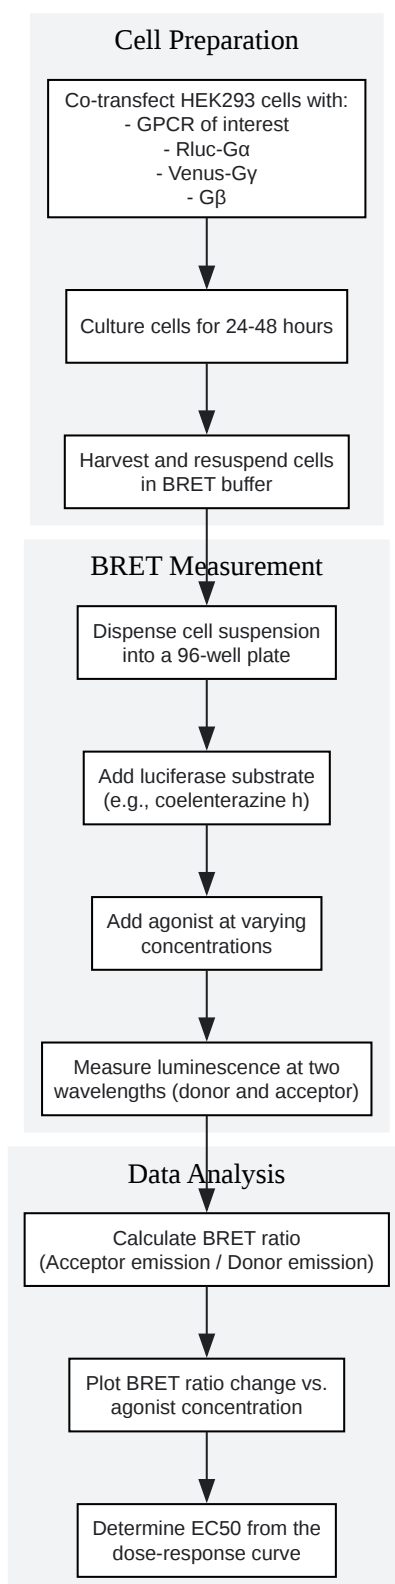 Cell Preparation
Co-transfect HEK293 cells with:
- GPCR of interest
- Rluc-Gα
- Venus-Gγ
- Gβ
Culture cells for 24-48 hours
Harvest and resuspend cells
in BRET buffer
BRET Measurement
Dispense cell suspension
into a 96-well plate
Add luciferase substrate
(e.g., coelenterazine h)
Add agonist at varying
concentrations
Measure luminescence at two
wavelengths (donor and acceptor)
Data Analysis
Calculate BRET ratio
(Acceptor emission / Donor emission)
Plot BRET ratio change vs.
agonist concentration
Determine EC50 from the
dose-response curve